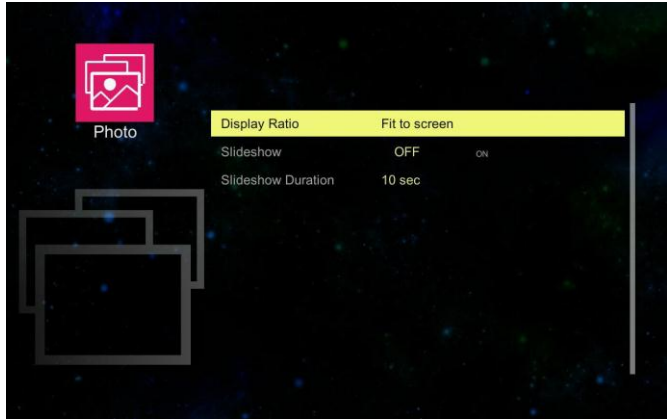 Photo
Display Ratio Fit to screen
Slideshow OFF ON
Slideshow Duration 10 sec